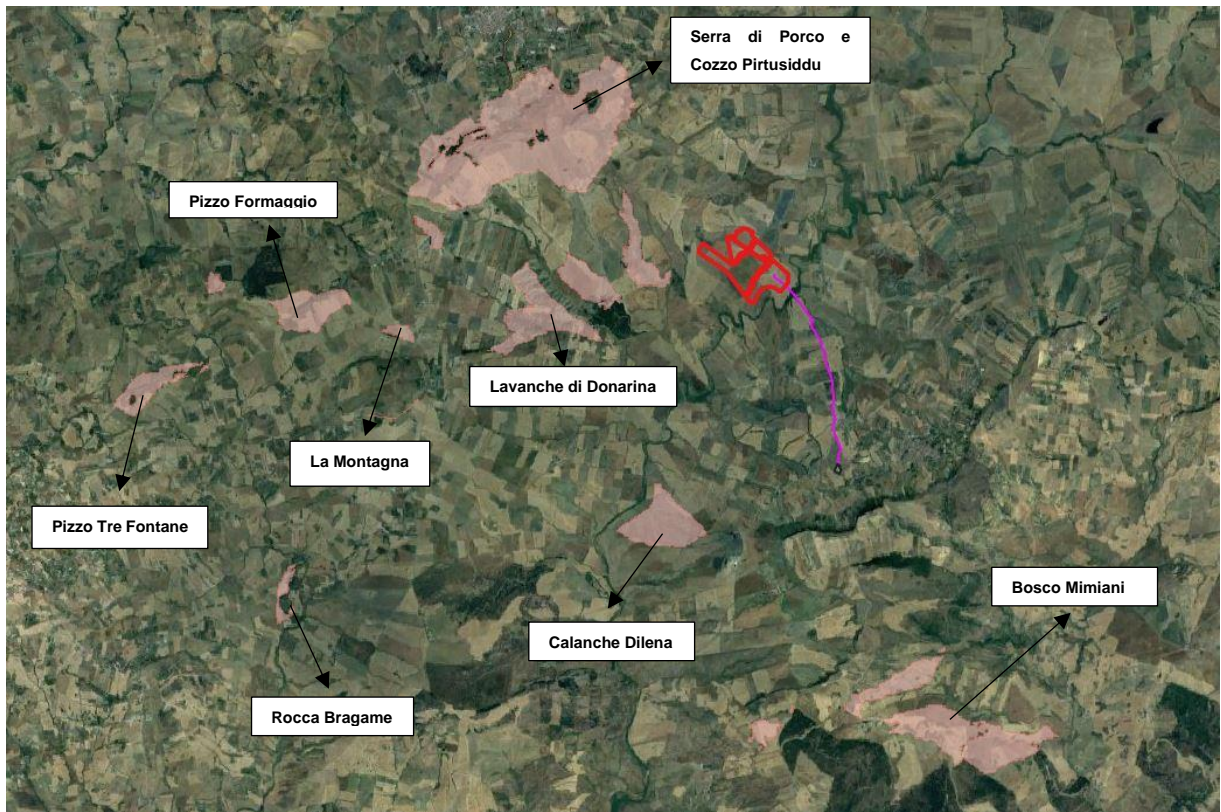 Serra di Porco e
Cozzo Pirtusiddu
Pizzo Formaggio
Lavanche di Donarina
La Montagna
Pizzo Tre Fontane
Bosco Mimiani
Calanche Dilena
Rocca Bragame